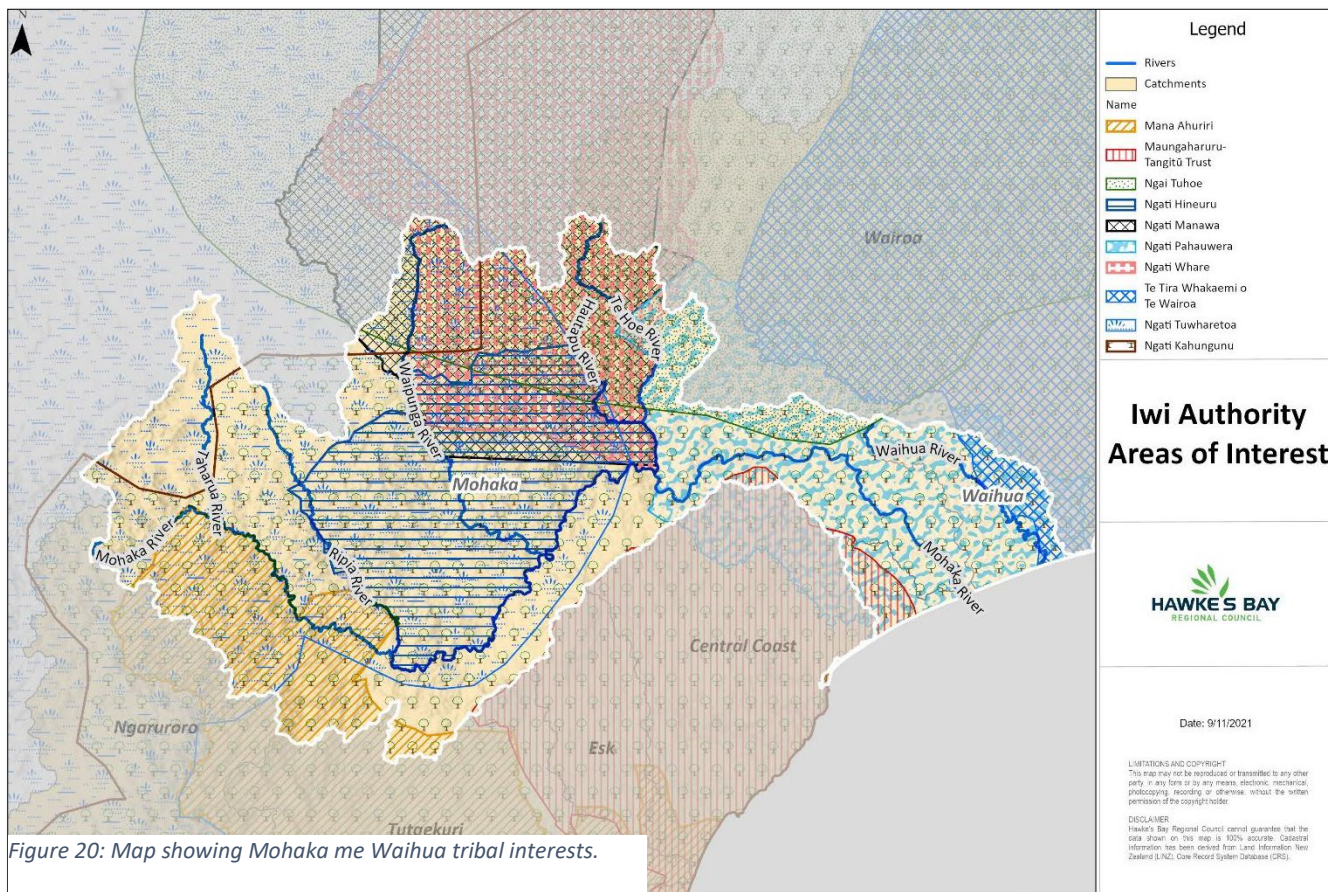 N
Wairoa
Te Hoe River
Hautapu River
Waipunga River
Taharua River
Mohaka
Waihua River
Waihua
Mohaka River
Ripia River
Mohaka River
Central Coast
Ngaruroro
Esk
Tutaekuri
Figure 20: Map showing Mohaka me Waihua tribal interests.
Legend
Rivers
Catchments
Name
Mana Ahuriri
Maungaharuru-
Tangitū Trust
Ngai Tuhoe
Ngati Hineuru
Ngati Manawa
Ngati Pahauwera
Ngati Whare
Te Tira Whakaemi o
Te Wairoa
Ngati Tuwharetoa
Ngati Kahungunu
Iwi Authority
Areas of Interest
HAWKE'S BAY
REGIONAL COUNCIL
Date: 9/11/2021
LIMITATIONS AND COPYRIGHT
This map may not be reproduced or transmitted to any other
party, in any form or by any means, electronic, mechanical,
photocopying, recording or otherwise, without the written
permission of the copyright holder.
DISCLAIMER
Hawke's Bay Regional Council cannot guarantee that the
data shown on this map is 100% accurate. Cadastral
information has been derived from Land Information New
Zealand (LINZ), Core Record System Database (CRS).